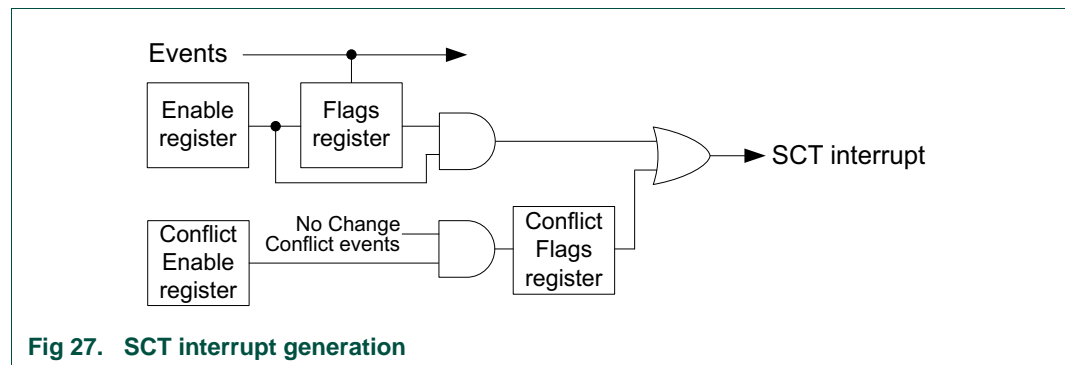 Events
Enable
register
Flags
register
SCT interrupt
No Change
Conflict events
Conflict
Enable
register
Conflict
Flags
register
Fig 27. SCT interrupt generation